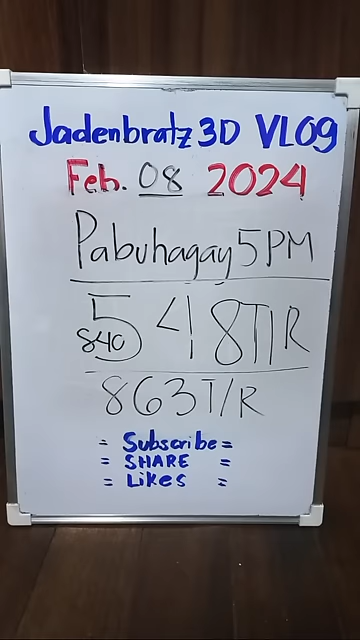 Jadenbratz 3D VLOG
Feb. 08 2024
Pabuhagay 5PM
5 4 8 T/R
840
863 T/R
= Subscribe =
= SHARE =
= Likes =